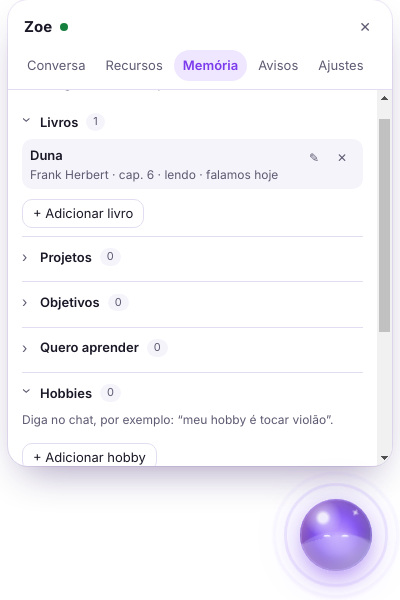 Zoe
Conversa Recursos Memória Avisos Ajustes
Livros 1
Duna
Frank Herbert · cap. 6 · lendo · falamos hoje
+ Adicionar livro
Projetos 0
Objetivos 0
Quero aprender 0
Hobbies 0
Diga no chat, por exemplo: “meu hobby é tocar violão”.
+ Adicionar hobby